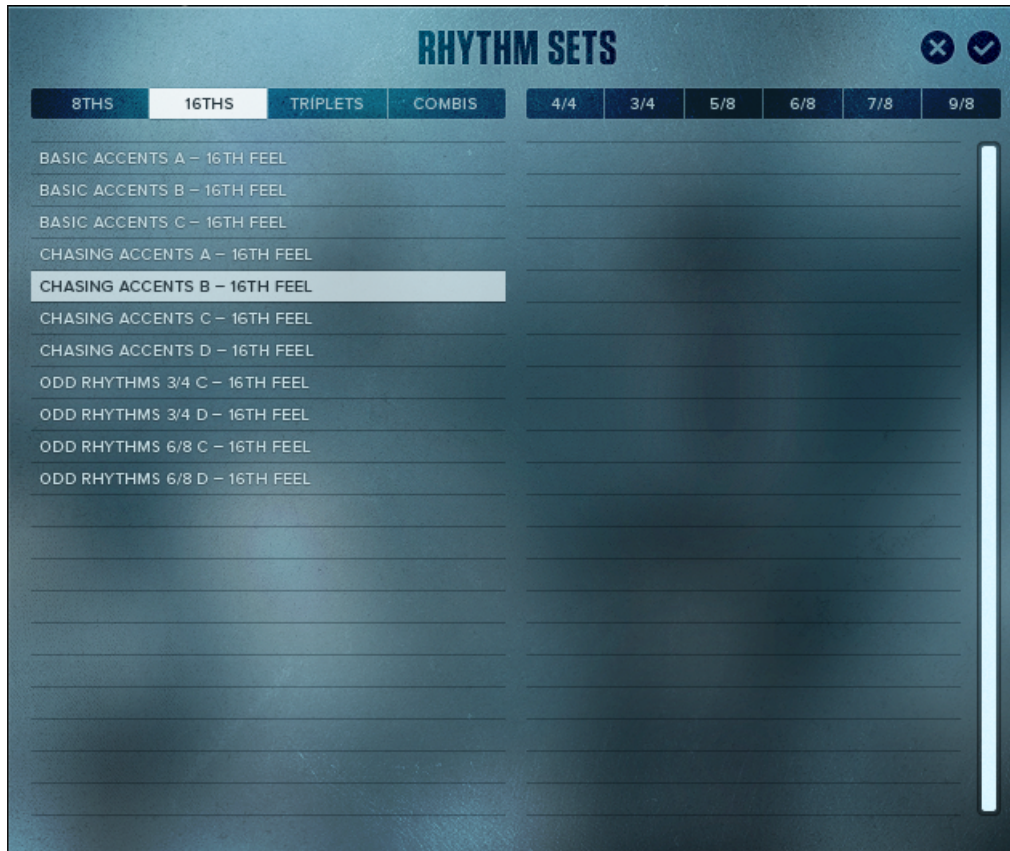 RHYTHM SETS
8THS 16THS TRIPLETS COMBIS 4/4 3/4 5/8 6/8 7/8 9/8
BASIC ACCENTS A – 16TH FEEL
BASIC ACCENTS B – 16TH FEEL
BASIC ACCENTS C – 16TH FEEL
CHASING ACCENTS A – 16TH FEEL
CHASING ACCENTS B – 16TH FEEL
CHASING ACCENTS C – 16TH FEEL
CHASING ACCENTS D – 16TH FEEL
ODD RHYTHMS 3/4 C – 16TH FEEL
ODD RHYTHMS 3/4 D – 16TH FEEL
ODD RHYTHMS 6/8 C – 16TH FEEL
ODD RHYTHMS 6/8 D – 16TH FEEL